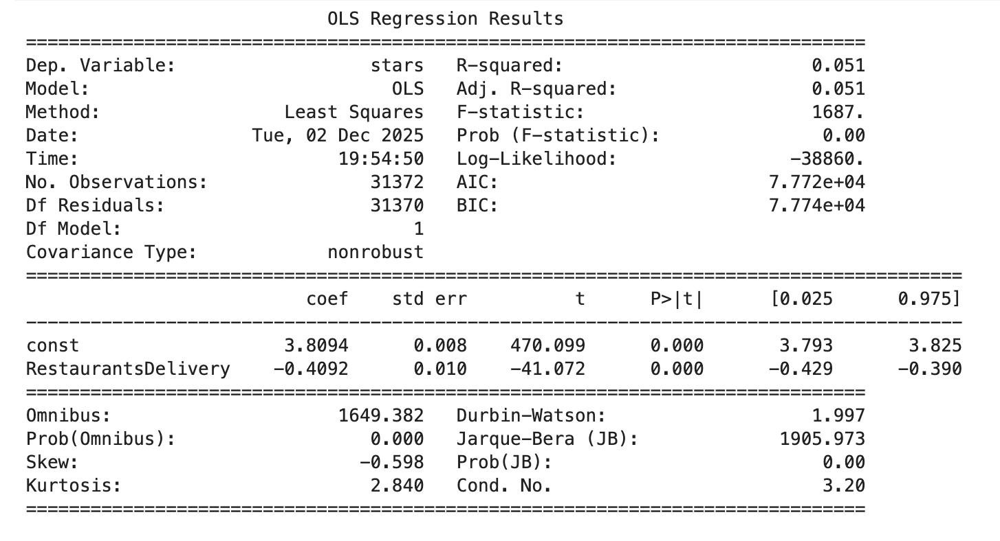 OLS Regression Results
==============================================================================
Dep. Variable:                  stars   R-squared:                       0.051
Model:                            OLS   Adj. R-squared:                  0.051
Method:                 Least Squares   F-statistic:                     1687.
Date:                Tue, 02 Dec 2025   Prob (F-statistic):               0.00
Time:                        19:54:50   Log-Likelihood:                -38860.
No. Observations:               31372   AIC:                         7.772e+04
Df Residuals:                   31370   BIC:                         7.774e+04
Df Model:                           1
Covariance Type:            nonrobust
=======================================================================================
                          coef    std err          t      P>|t|      [0.025      0.975]
---------------------------------------------------------------------------------------
const                   3.8094      0.008    470.099      0.000       3.793       3.825
RestaurantsDelivery    -0.4092      0.010    -41.072      0.000      -0.429      -0.390
==============================================================================
Omnibus:                     1649.382   Durbin-Watson:                   1.997
Prob(Omnibus):                  0.000   Jarque-Bera (JB):             1905.973
Skew:                          -0.598   Prob(JB):                         0.00
Kurtosis:                       2.840   Cond. No.                         3.20
==============================================================================